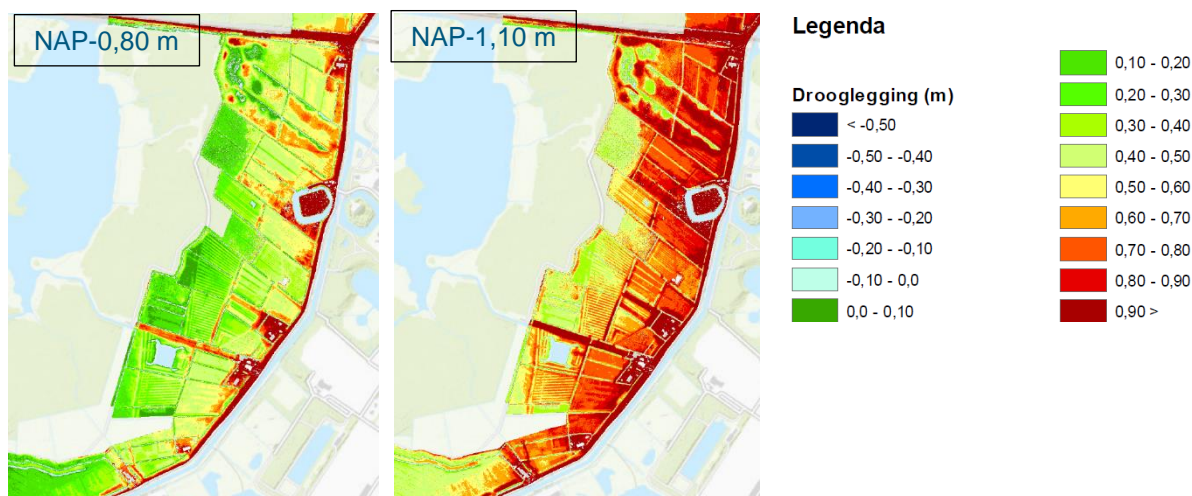 NAP-0,80 m
NAP-1,10 m
Legenda
Drooglegging (m)
< -0,50
-0,50 - -0,40
-0,40 - -0,30
-0,30 - -0,20
-0,20 - -0,10
-0,10 - 0,0
0,0 - 0,10
0,10 - 0,20
0,20 - 0,30
0,30 - 0,40
0,40 - 0,50
0,50 - 0,60
0,60 - 0,70
0,70 - 0,80
0,80 - 0,90
0,90 >